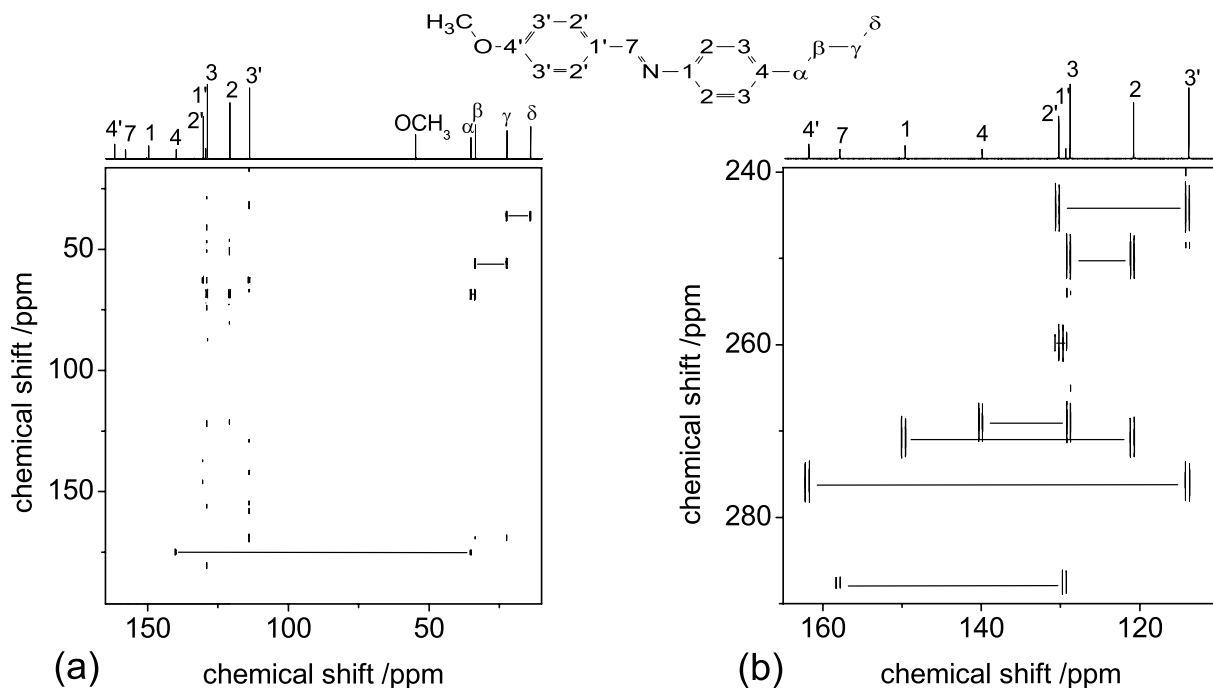 H₃C O 4' 3' 2' 1' 3' 2' 7 N 1 2 3 2 3 4 α β γ δ
4' 7 1 4 2' 1' 3 2 3' OCH₃ α β γ δ
4' 7 1 4 2' 1' 3 2 3'
50
100
150
chemical shift /ppm
150 100 50
chemical shift /ppm
(a)
240
260
280
chemical shift /ppm
160 140 120
chemical shift /ppm
(b)